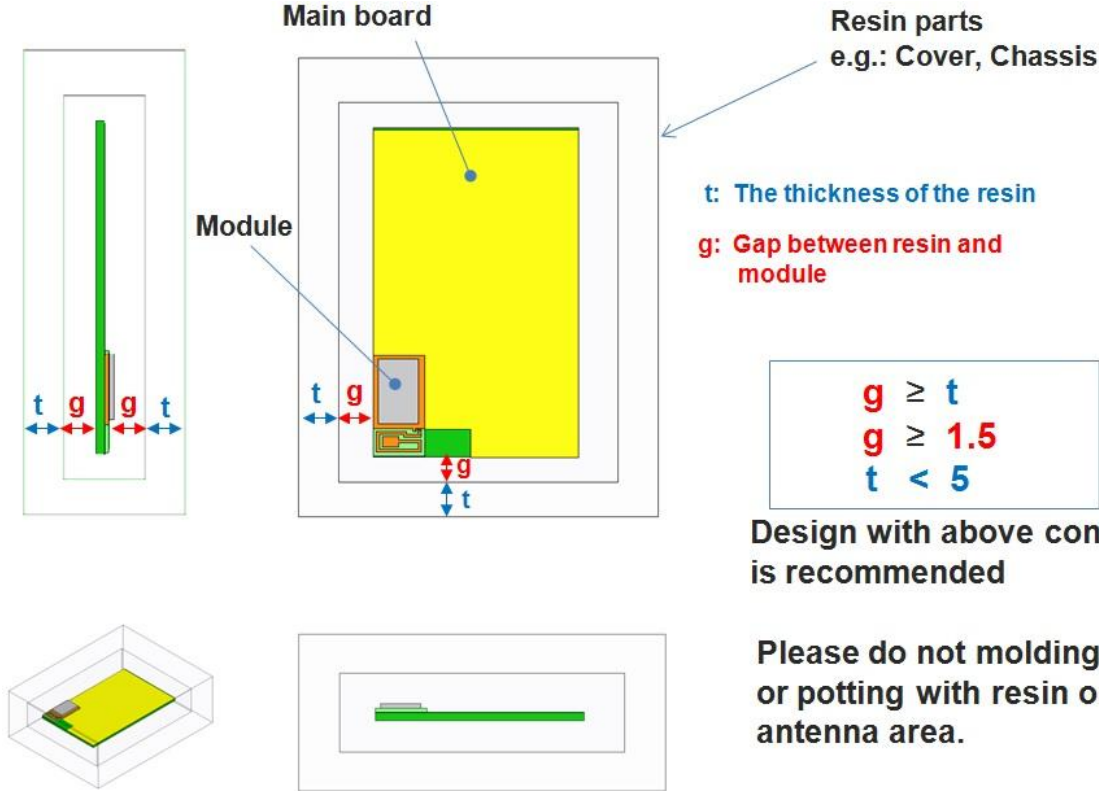 Main board
Resin parts
e.g.: Cover, Chassis
t: The thickness of the resin
Module
g: Gap between resin and
module
t g g t
t g
g
t
g ≥ t
g ≥ 1.5
t < 5
Design with above con
is recommended
Please do not molding
or potting with resin o
antenna area.